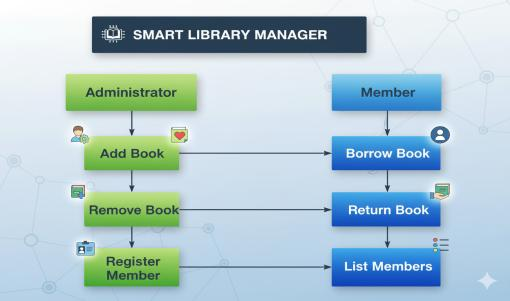 SMART LIBRARY MANAGER
Administrator
Member
Add Book
Borrow Book
Remove Book
Return Book
Register
Member
List Members